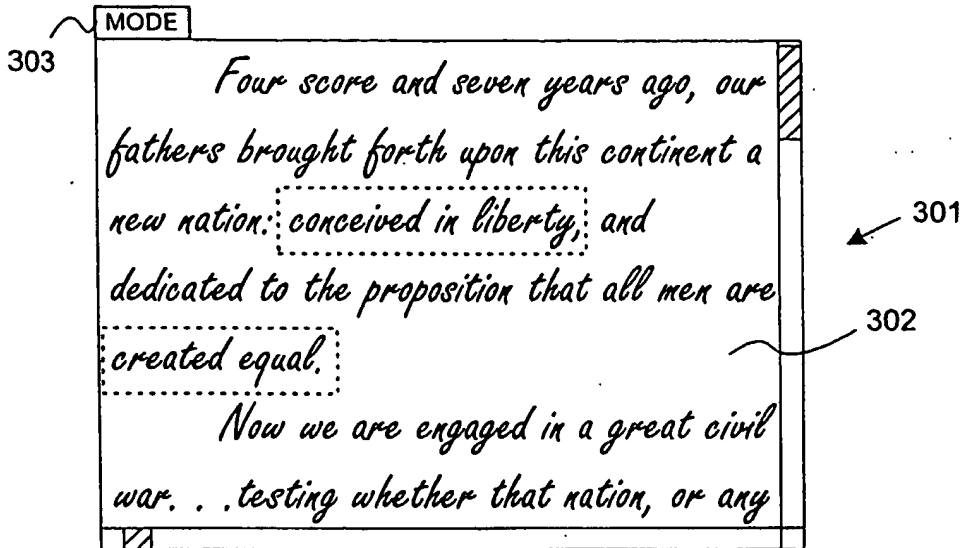 MODE
303
Four score and seven years ago, our
fathers brought forth upon this continent a
new nation: conceived in liberty, and
301
dedicated to the proposition that all men are
302
created equal.
Now we are engaged in a great civil
war. . .testing whether that nation, or any